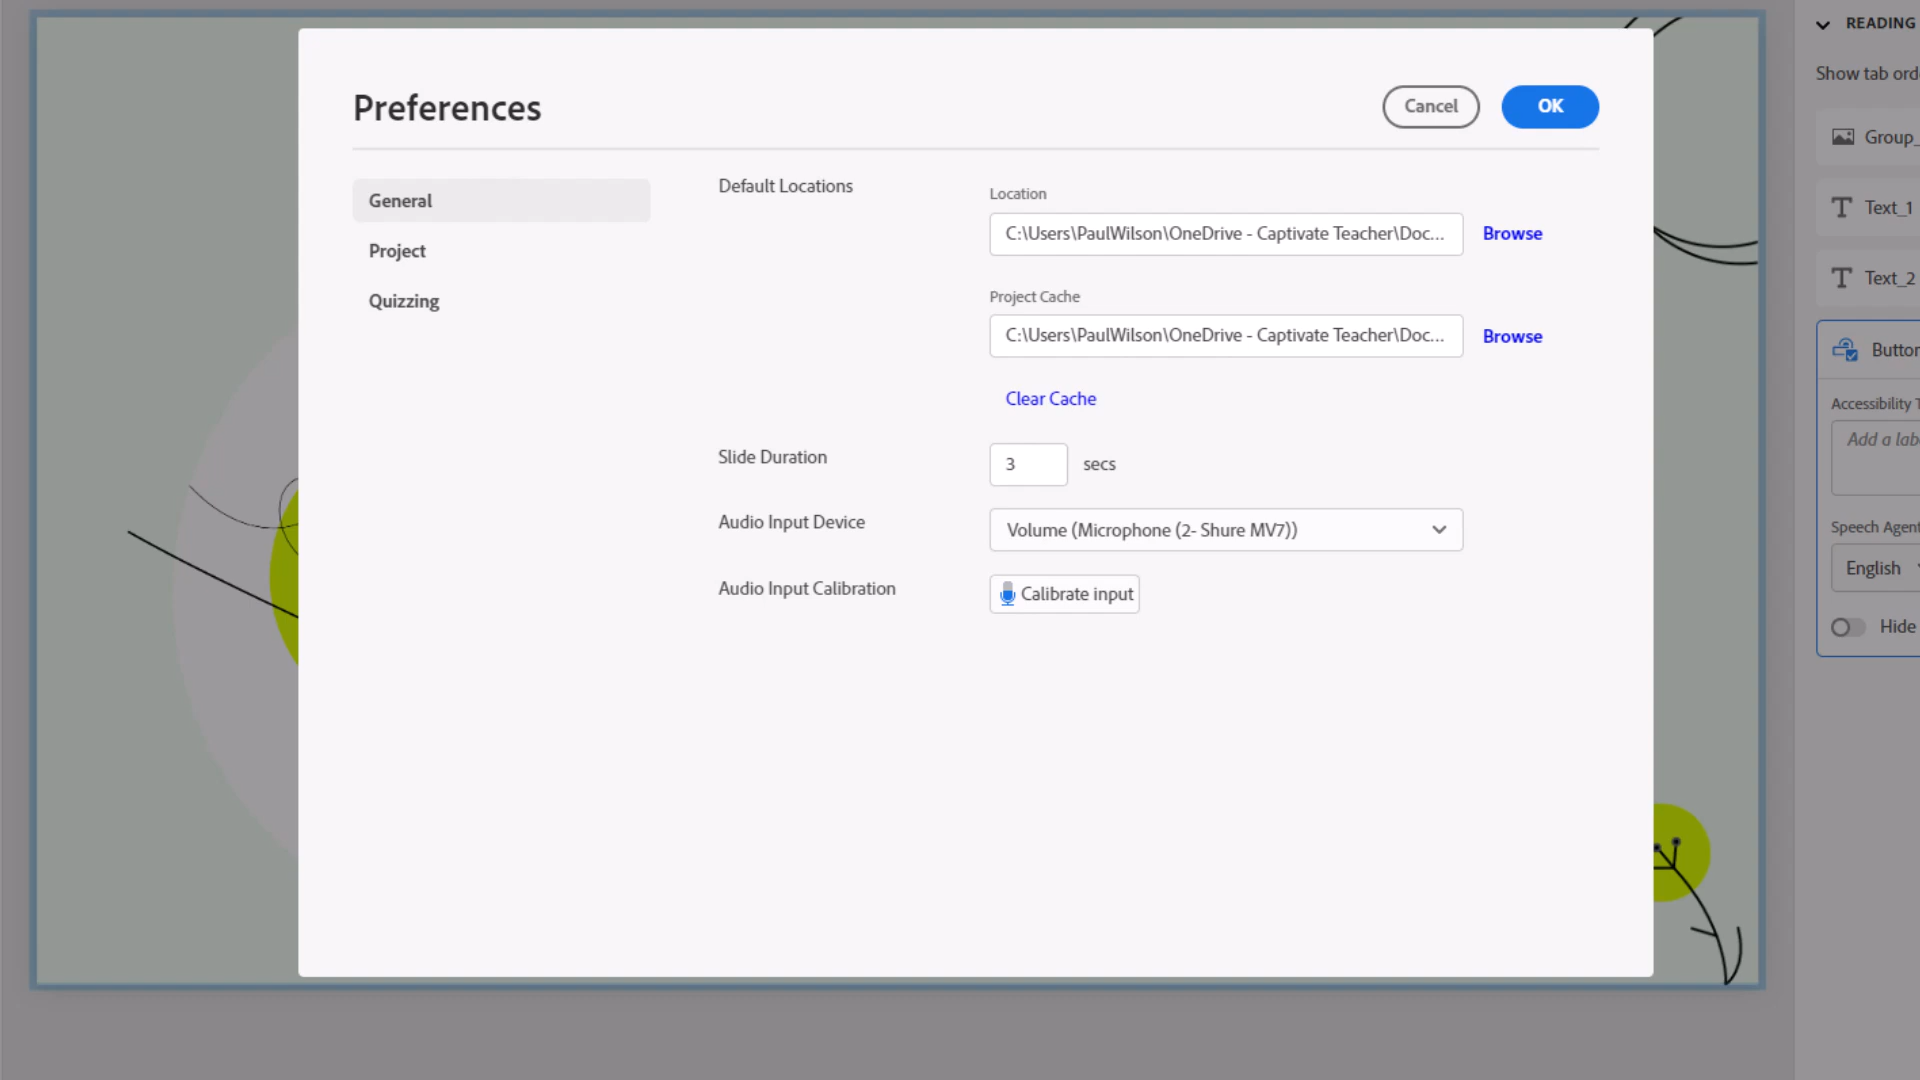 Preferences
Cancel
OK
General
Project
Quizzing
Default Locations
Location
C:\Users\PaulWilson\OneDrive - Captivate Teacher\Doc...
Browse
Project Cache
C:\Users\PaulWilson\OneDrive - Captivate Teacher\Doc...
Browse
Clear Cache
Slide Duration
3 secs
Audio Input Device
Volume (Microphone (2- Shure MV7))
Audio Input Calibration
Calibrate input
READING
Show tab
Group_
Text_1
Text_2
Accessibility
Add a
Speech Agent
English
Hide